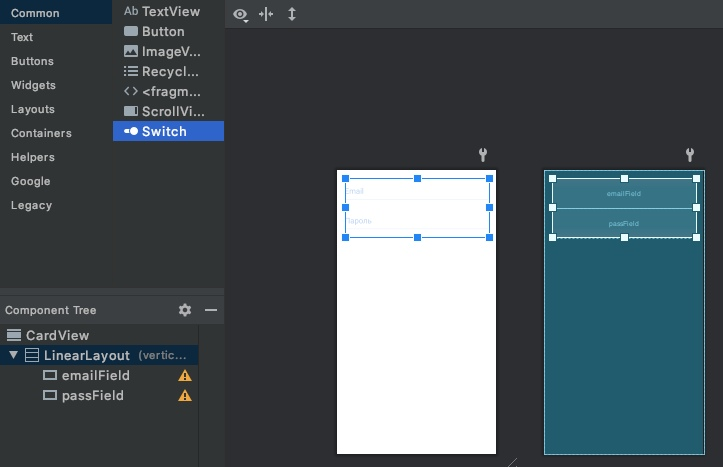 Common
Text
Buttons
Widgets
Layouts
Containers
Helpers
Google
Legacy
Ab TextView
Button
ImageV...
Recycl...
<fragm...
ScrollVi...
Switch
Email
Пароль
emailField
passField
Component Tree
CardView
LinearLayout (vertic...
emailField
passField